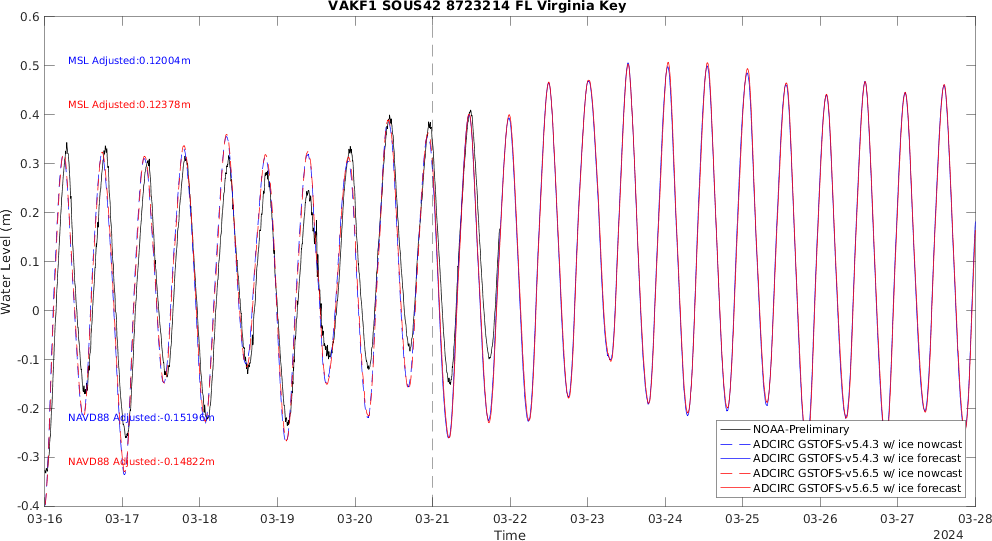 VAKF1 SOUS42 8723214 FL Virginia Key
0.6
0.5
0.4
0.3
0.2
0.1
0
-0.1
-0.2
-0.3
-0.4
Water Level (m)
MSL Adjusted:0.12004m
MSL Adjusted:0.12378m
NAVD88 Adjusted:-0.15196m
NAVD88 Adjusted:-0.14822m
NOAA-Preliminary
ADCIRC GSTOFS-v5.4.3 w/ ice nowcast
ADCIRC GSTOFS-v5.4.3 w/ ice forecast
ADCIRC GSTOFS-v5.6.5 w/ ice nowcast
ADCIRC GSTOFS-v5.6.5 w/ ice forecast
03-16 03-17 03-18 03-19 03-20 03-21 03-22 03-23 03-24 03-25 03-26 03-27 03-28
Time
2024